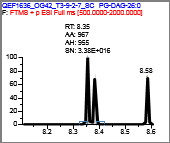 QEF1636_OG42_T3-9-2-7_SC PG-OAG-26:0
F: FTMS + p ESI Full ms [500.0000-2000.0000]
RT: 8.35
AA: 967
AH: 955
SN: 3.38E+016
100
80
60
40
20
0
8.58
8.2 8.3 8.4 8.5 8.6